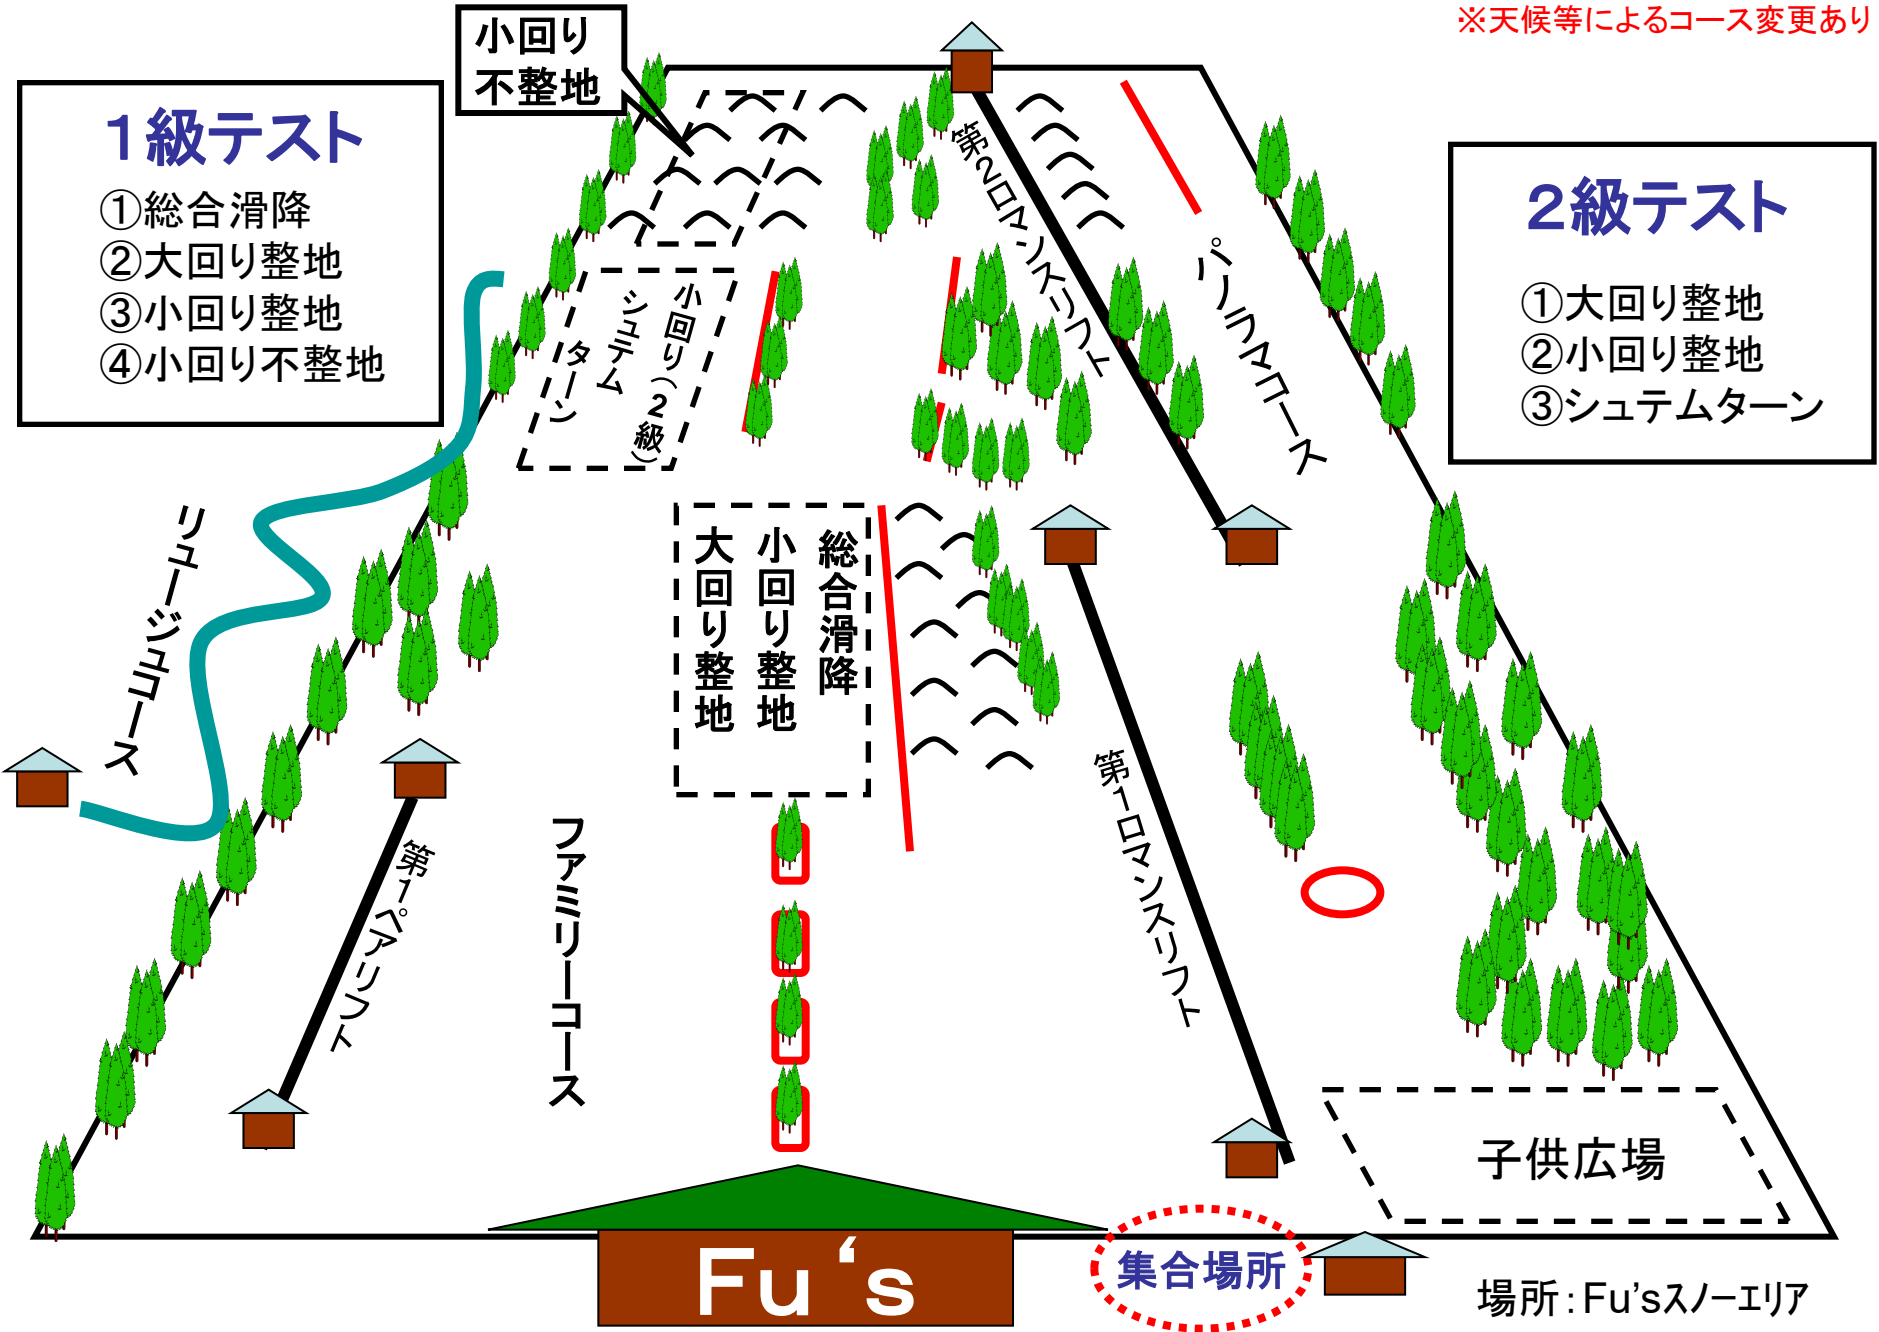 ※天候等によるコース変更あり
小回り
不整地
１級テスト
①総合滑降
②大回り整地
③小回り整地
④小回り不整地
２級テスト
①大回り整地
②小回り整地
③シュテムターン
第２ロマンスリフト
パノラマコース
小回り（２級）
シュテム
ターン
リュージュコース
総合滑降
小回り整地
大回り整地
第１ペアリフト
ファミリーコース
第１ロマンスリフト
子供広場
Fu‘s
集合場所
場所：Fu’sスノーエリア